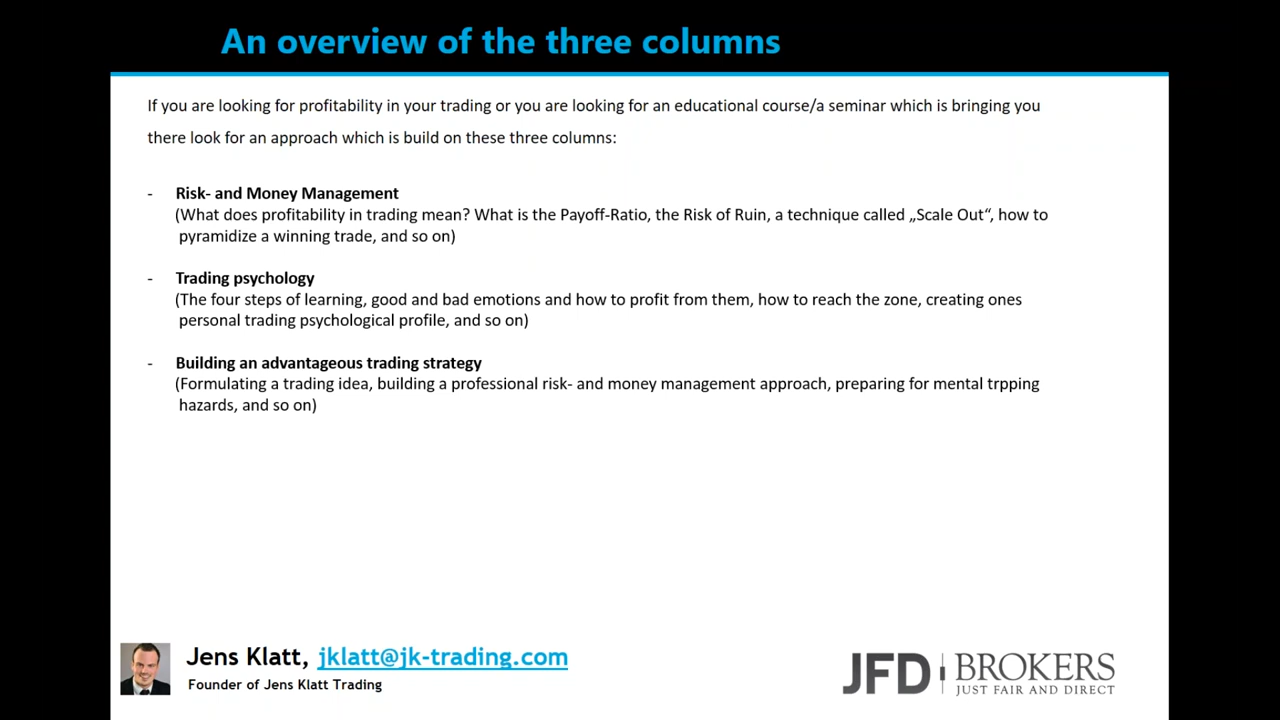 An overview of the three columns
If you are looking for profitability in your trading or you are looking for an educational course/a seminar which is bringing you
there look for an approach which is build on these three columns:
- Risk- and Money Management
(What does profitability in trading mean? What is the Payoff-Ratio, the Risk of Ruin, a technique called „Scale Out“, how to
pyramidize a winning trade, and so on)
- Trading psychology
(The four steps of learning, good and bad emotions and how to profit from them, how to reach the zone, creating ones
personal trading psychological profile, and so on)
- Building an advantageous trading strategy
(Formulating a trading idea, building a professional risk- and money management approach, preparing for mental trpping
hazards, and so on)
Jens Klatt, jklatt@jk-trading.com
Founder of Jens Klatt Trading
JFD BROKERS
JUST FAIR AND DIRECT